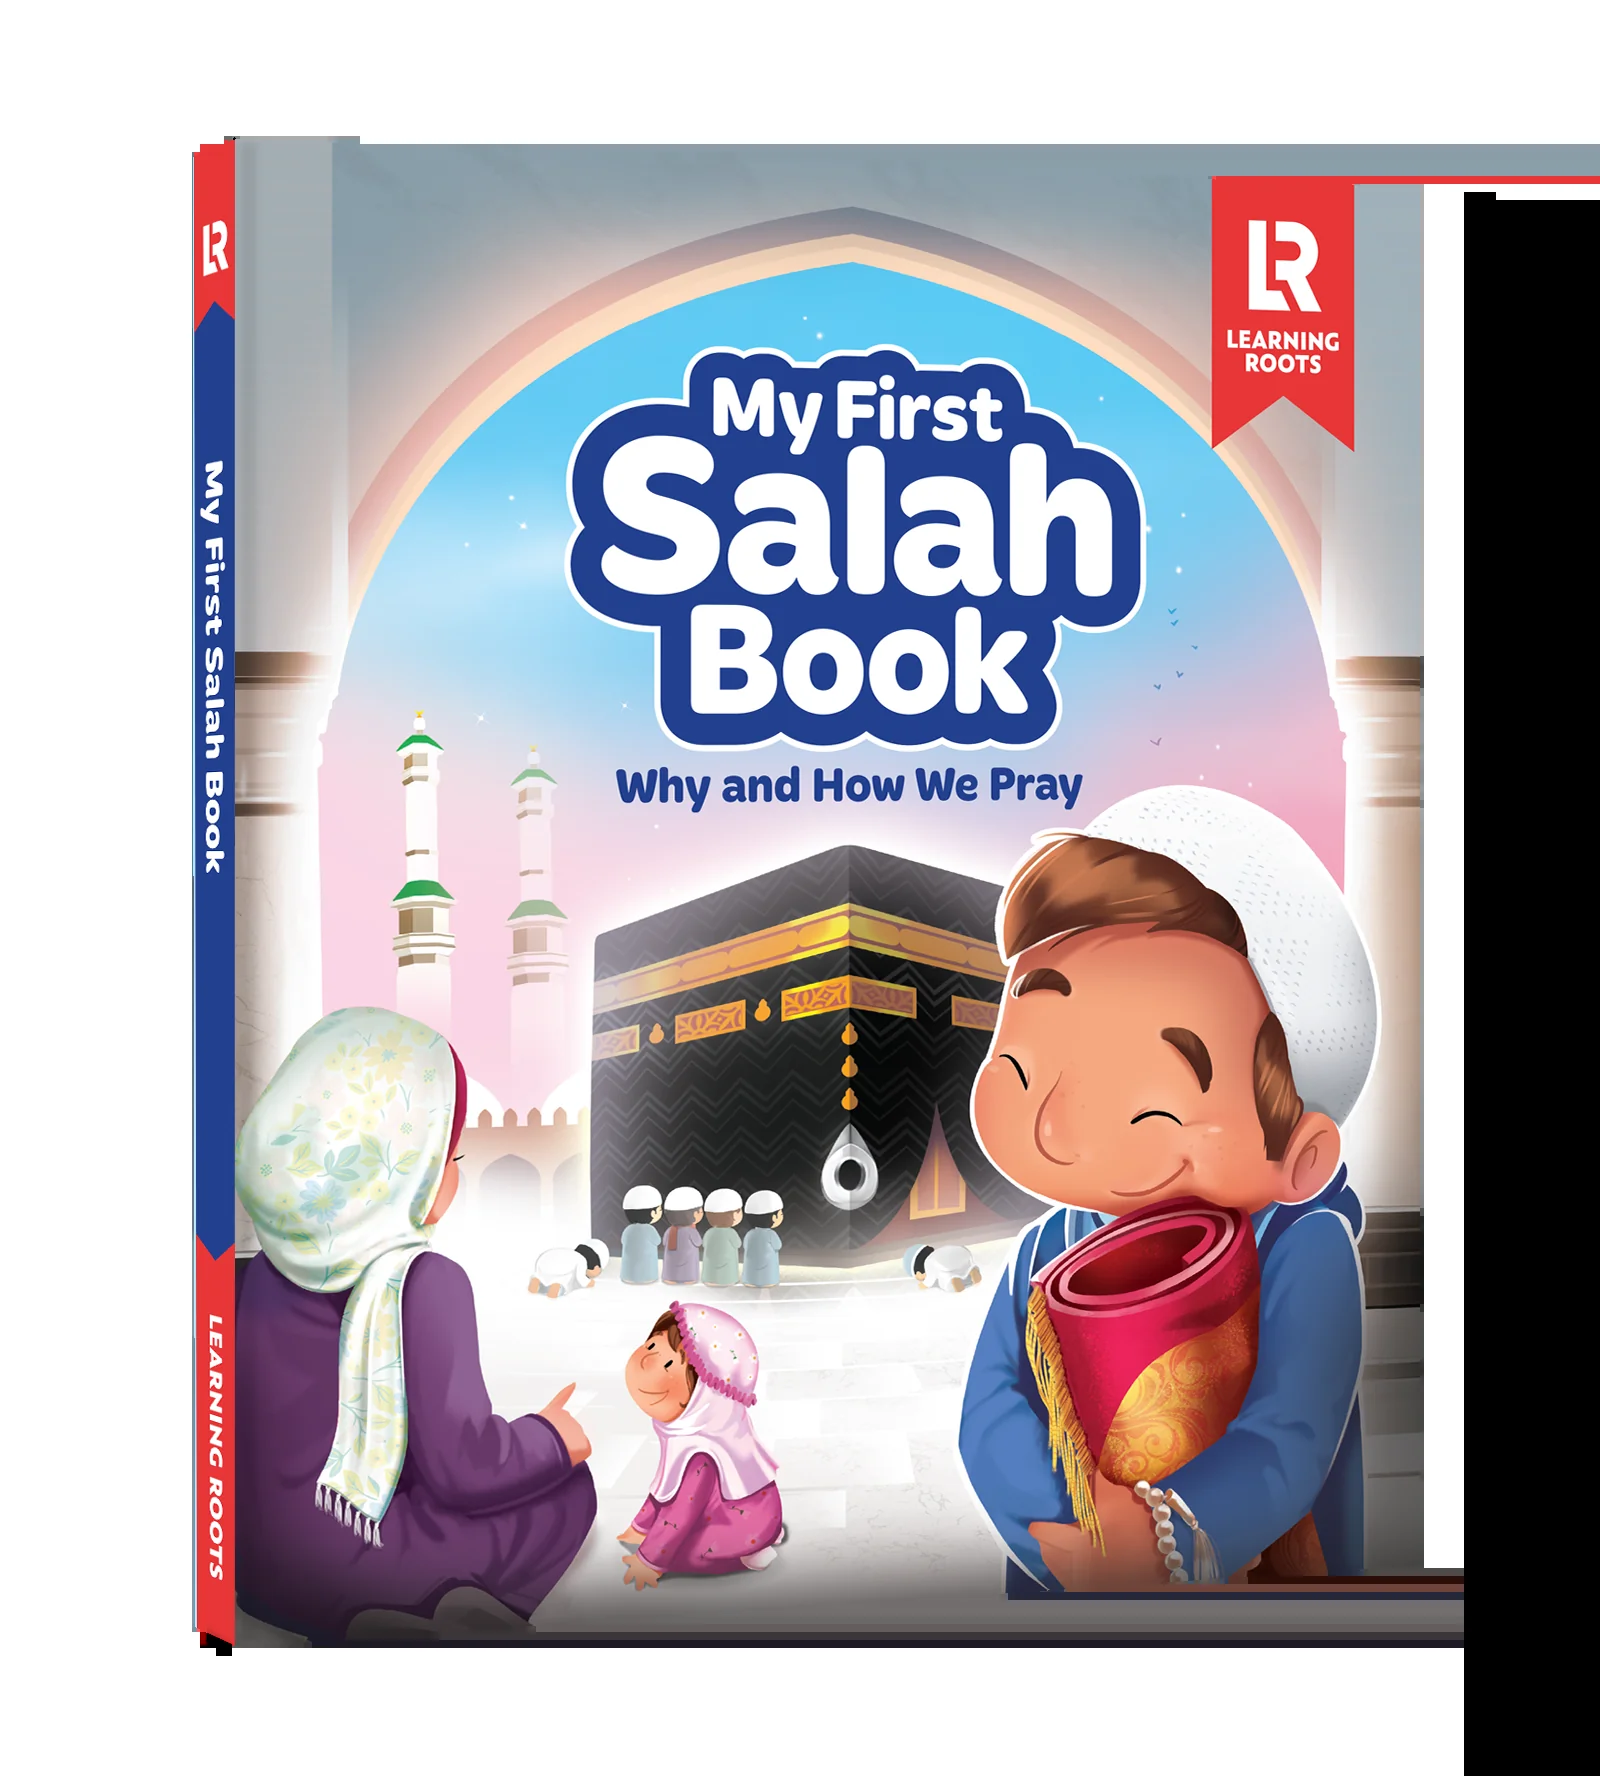 My First
Salah
Book
Why and How We Pray
LR
LEARNING
ROOTS
LR
My First Salah Book
LEARNING ROOTS